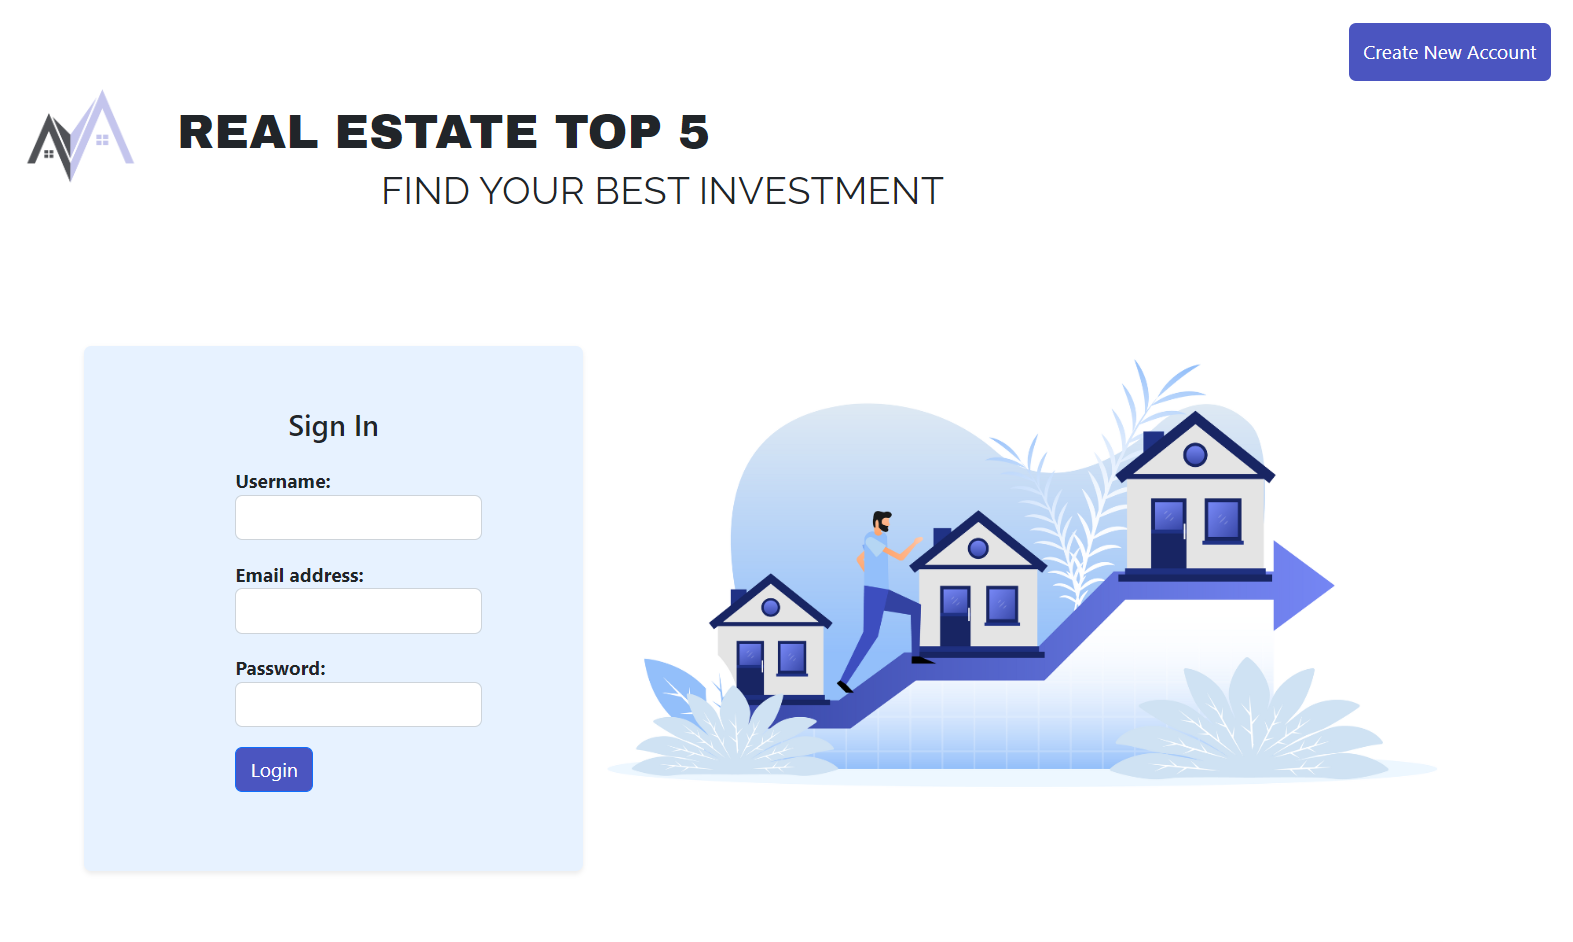 Create New Account
REAL ESTATE TOP 5
FIND YOUR BEST INVESTMENT
Sign In
Username:
Email address:
Password:
Login